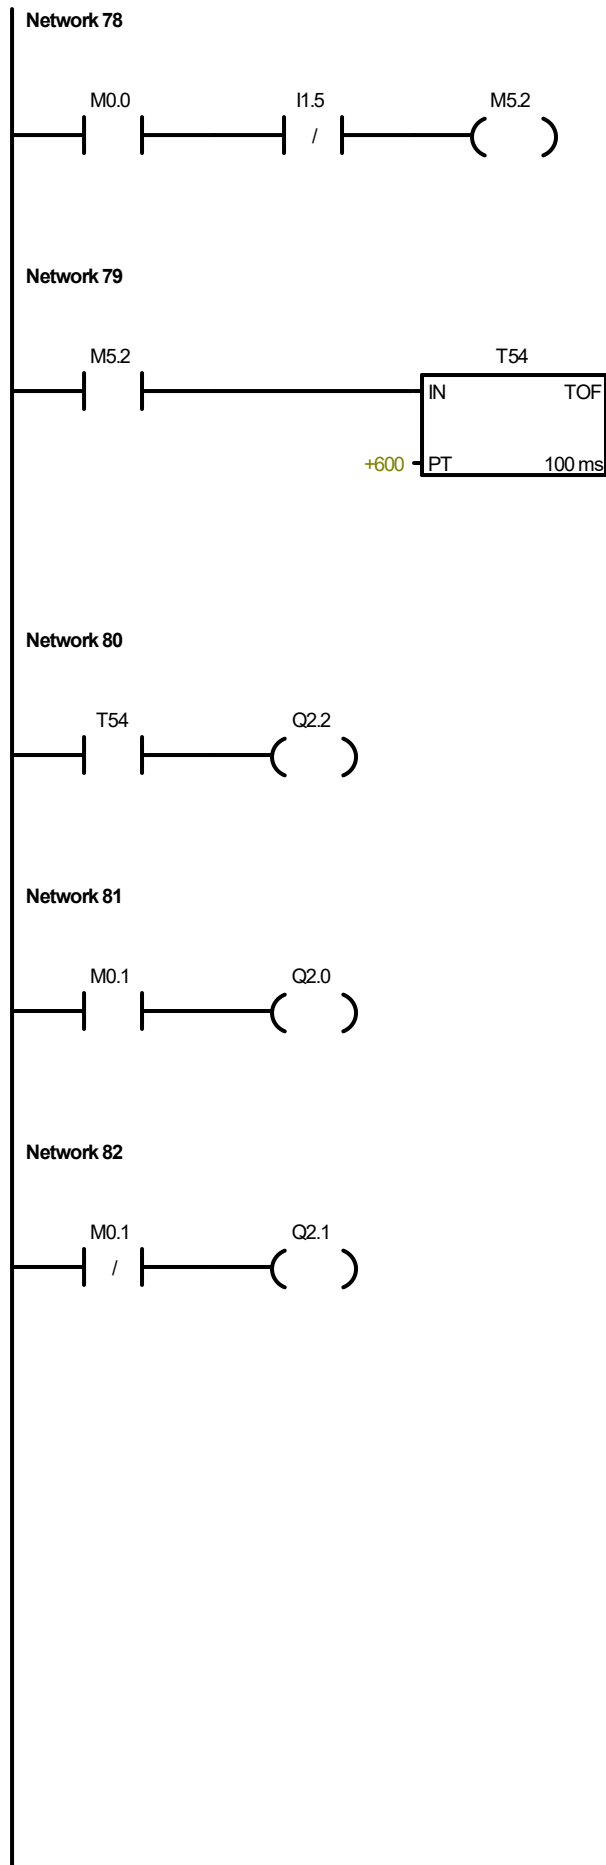 Network 78
M0.0 I1.5 M5.2
/
Network 79
M5.2 T54
IN TOF
+600 PT 100 ms
Network 80
T54 Q2.2
Network 81
M0.1 Q2.0
Network 82
M0.1 Q2.1
/